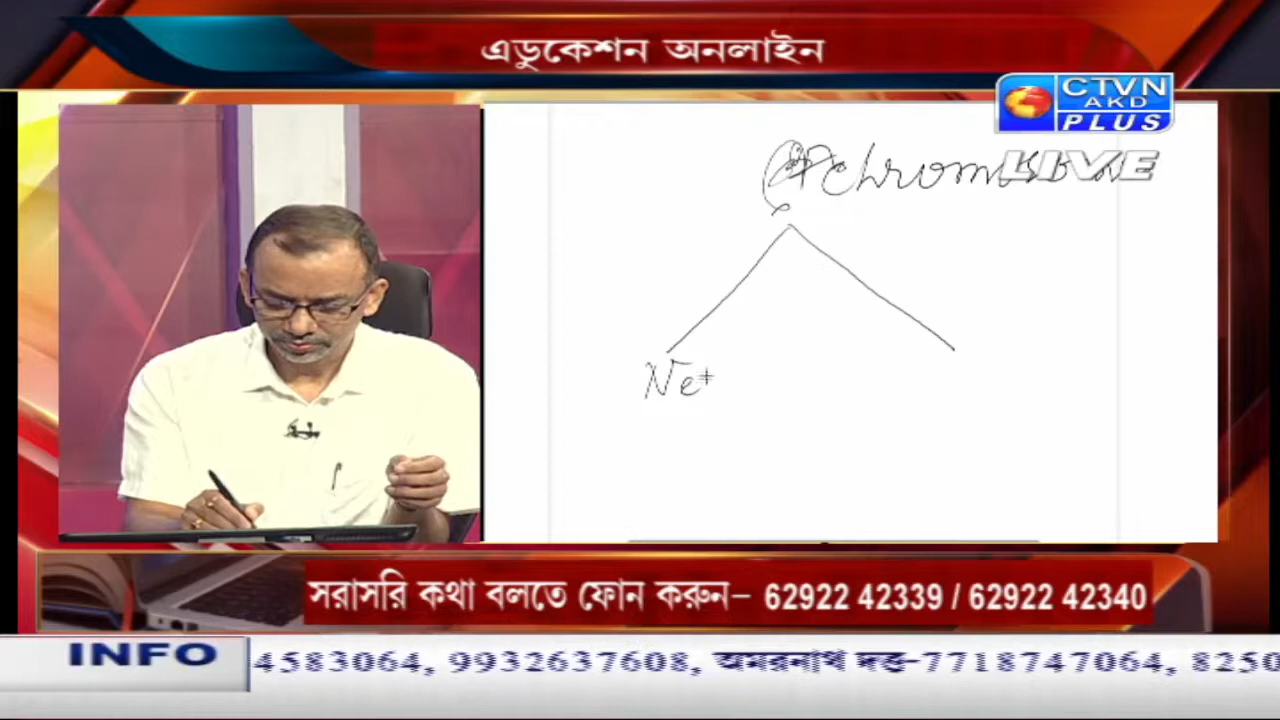 এডুকেশন অনলাইন
CTVN
AKD
PLUS
LIVE
Ne
সরাসরি কথা বলতে ফোন করুন- 62922 42339 / 62922 42340
INFO
4583064, 9932637608, অমরনাথ দত্ত-7718747064, 8250